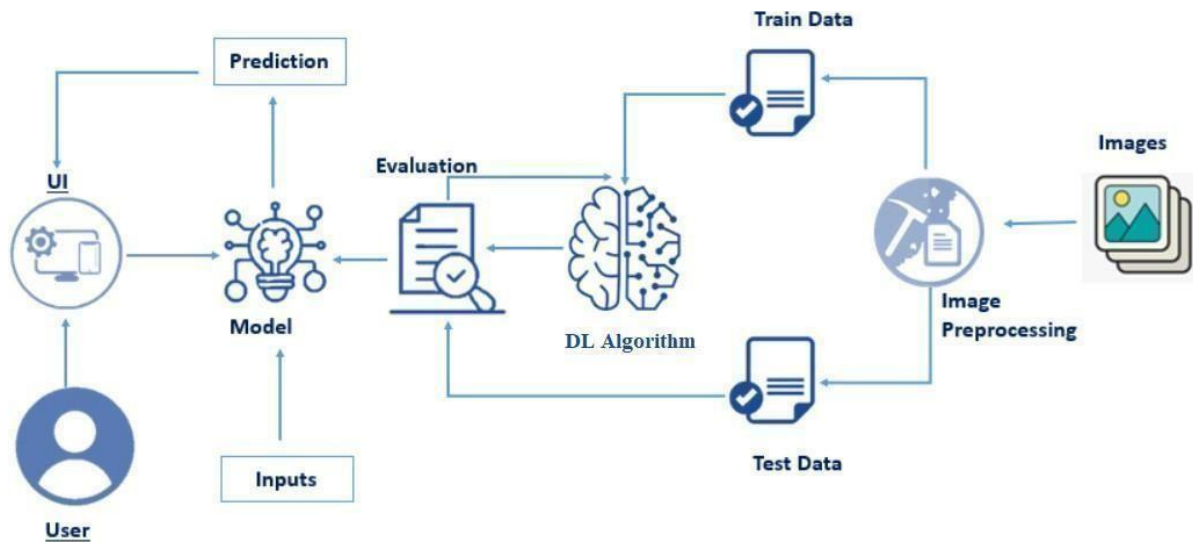 Train Data
Prediction
Images
Evaluation
UI
Image
Preprocessing
Model
DL Algorithm
Test Data
Inputs
User